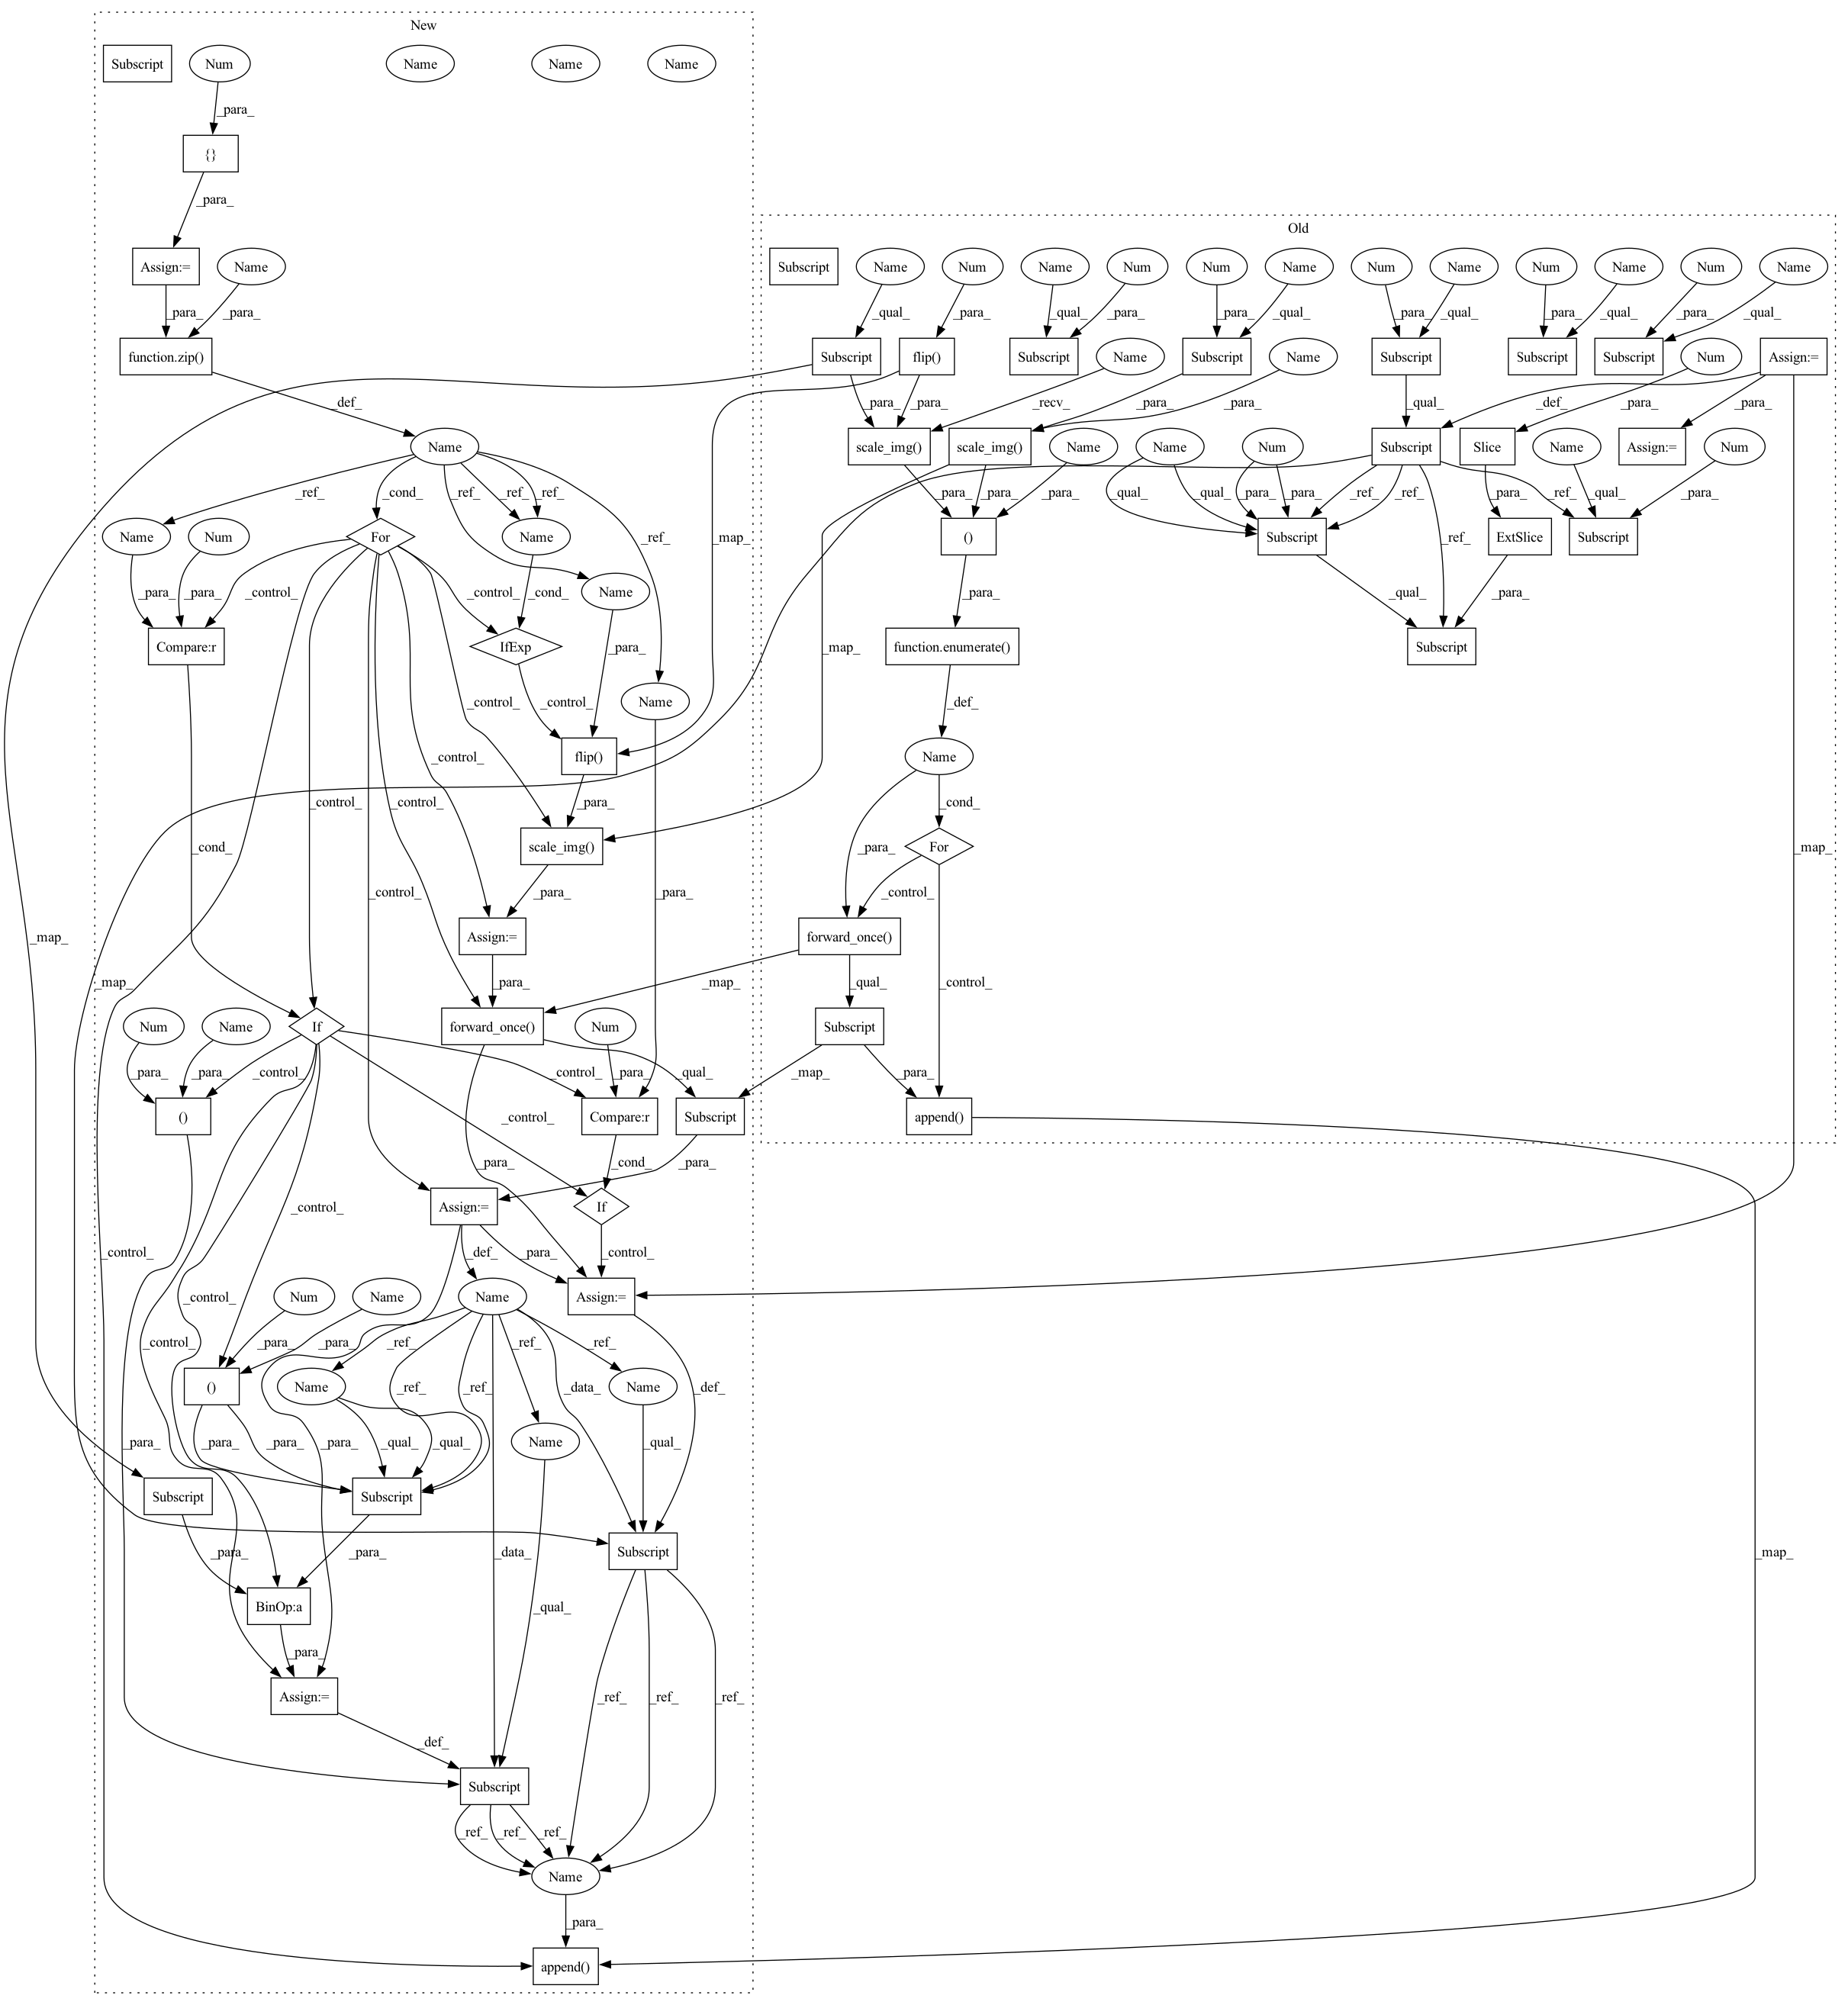 New
Subscript Num Name Name Name
_para_
{}
_para_
Old
Assign:= Name
Subscript Name Num Name Num Num Name Num Name Num Name Num Name
_para_ _para_
_qual_ _para_ _qual_ _para_ _para_ _qual_ _para_ _qual_ _para_ _qual_ _para_ _qual_
function.zip()
Subscript flip() Subscript Name Subscript Name Subscript Subscript Subscript Num Assign:=
_def_
_para_ _para_ _recv_ _para_ _para_ _qual_ _def_ _para_ _para_
Name
scale_img() scale_img() Name Name Num Subscript Slice Name Assign:= Num
_ref_ _cond_ _ref_ _ref_ _ref_
_para_ _para_ _para_ _qual_ _qual_ _para_ _para_ _ref_ _ref_ _para_ _ref_ _qual_ _para_
Name Num For Name _ref_ _map_
() Subscript _ref_ ExtSlice Subscript
_para_ _para_ _control_ _control_ _cond_ Name
_para_ _qual_ _para_
Compare:r IfExp _para_ _map_
function.enumerate() Subscript
_control_ _control_ Name
_def_
flip()
_control_
Name
_control_ _control_ _para_
_para_ _cond_
scale_img()
For
_cond_ _control_ _para_ _para_
_control_ _map_
Assign:=
forward_once()
_map_ _map_ _para_ _map_
_qual_ _control_
Num Name If forward_once() Num
Subscript
_para_ _para_ _control_ _control_ _para_ _qual_
_map_ _para_
() Compare:r Subscript
append()
_control_ _para_ _cond_ _para_ _map_
Assign:= If
_control_ _control_ _def_ _para_ _control_
Num Name Name Assign:=
_control_ _control_ _para_ _para_ _ref_ _ref_ _ref_
() Name _ref_ _ref_ _data_ Name _def_
_para_ _para_ _para_ _para_ _qual_ _qual_ Name _qual_
Subscript Subscript
_para_ _para_ _data_ Subscript
BinOp:a _qual_
_para_
Assign:= _ref_ _ref_ _ref_
_def_
Subscript
_ref_ _ref_ _ref_
Name
_para_
append()